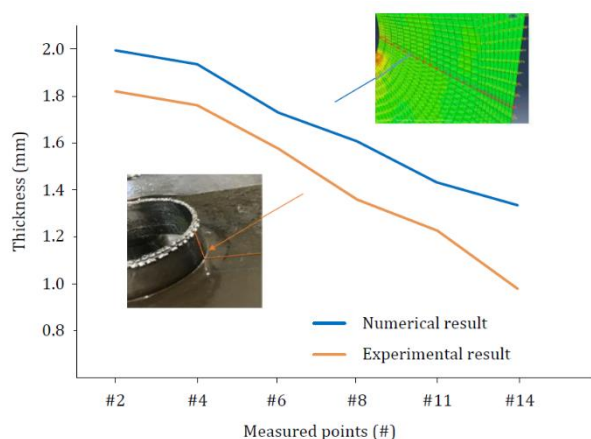 Thickness (mm)
2.0
1.8
1.6
1.4
1.2
1.0
0.8
Numerical result
Experimental result
#2 #4 #6 #8 #11 #14
Measured points (#)